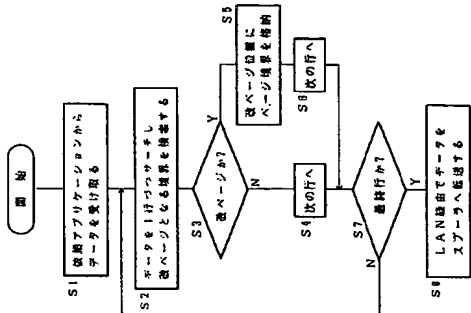 開始
S1
依頼アプリケーションから
データを受け取る
S2
データを1行づつサーチし
改ページとなる境界を検索する
S3
改ページか?
Y
N
S5
改ページ位置に
ページ境界を格納
S6
次の行へ
S4
次の行へ
S7
最終行か?
N
Y
S8
LAN経由でデータを
スプーラへ転送する